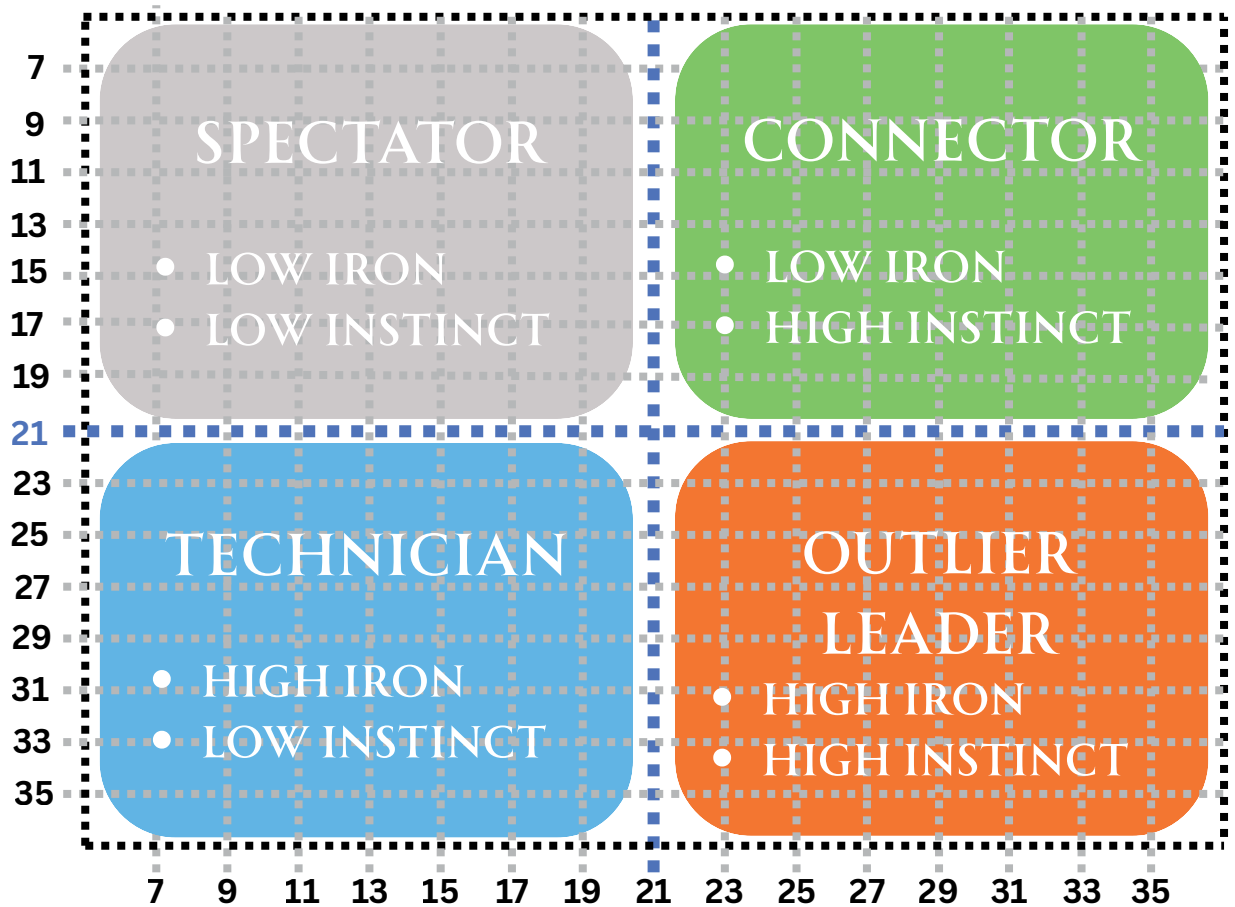 7
9
11
13
15
17
19
21
23
25
27
29
31
33
35
SPECTATOR
• LOW IRON
• LOW INSTINCT
CONNECTOR
• LOW IRON
• HIGH INSTINCT
TECHNICIAN
• HIGH IRON
• LOW INSTINCT
OUTLIER
LEADER
• HIGH IRON
• HIGH INSTINCT
7 9 11 13 15 17 19 21 23 25 27 29 31 33 35